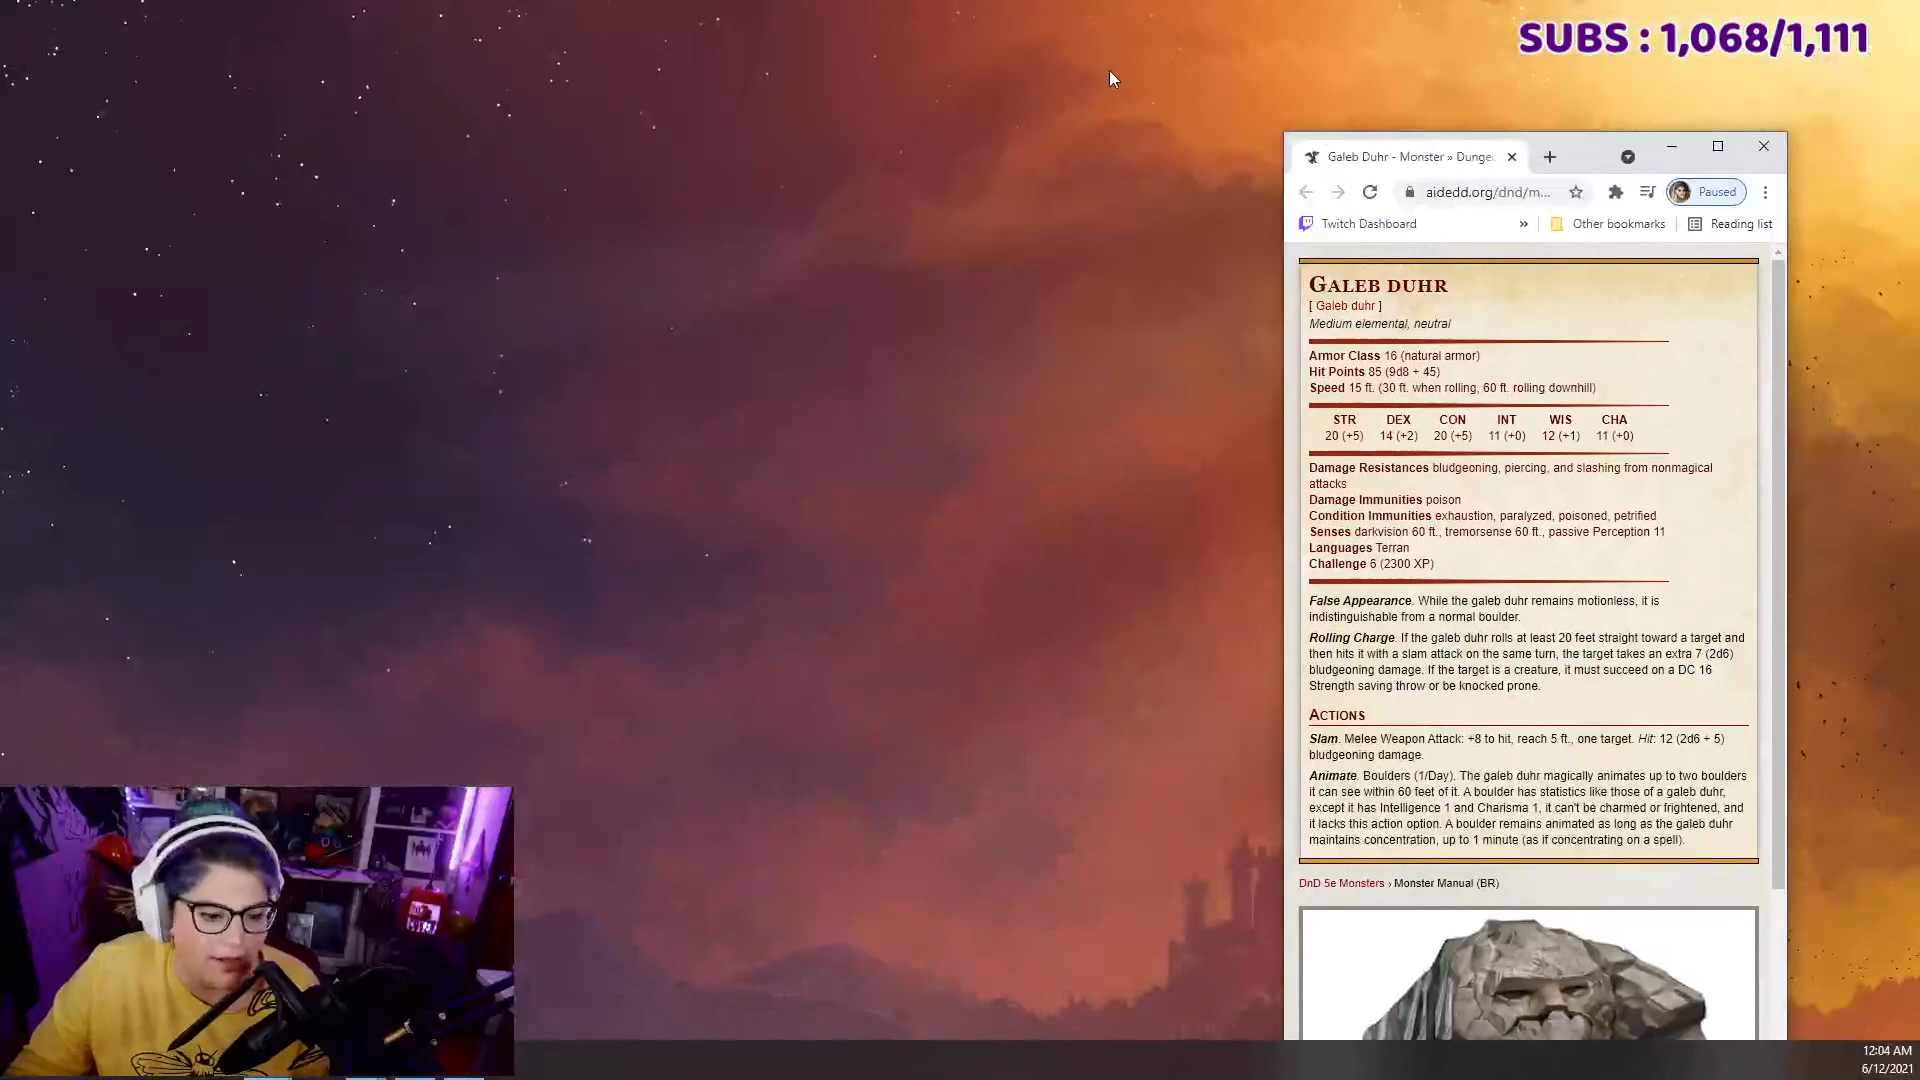 SUBS : 1,068/1,111
Galeb Duhr - Monster » Dunge
aidedd.org/dnd/m...
Paused
Twitch Dashboard
»
Other bookmarks
Reading list
GALEB DUHR
[ Galeb duhr ]
Medium elemental, neutral
Armor Class 16 (natural armor)
Hit Points 85 (9d8 + 45)
Speed 15 ft. (30 ft. when rolling, 60 ft. rolling downhill)
STR DEX CON INT WIS CHA
20 (+5) 14 (+2) 20 (+5) 11 (+0) 12 (+1) 11 (+0)
Damage Resistances bludgeoning, piercing, and slashing from nonmagical
attacks
Damage Immunities poison
Condition Immunities exhaustion, paralyzed, poisoned, petrified
Senses darkvision 60 ft., tremorsense 60 ft., passive Perception 11
Languages Terran
Challenge 6 (2300 XP)
False Appearance. While the galeb duhr remains motionless, it is
indistinguishable from a normal boulder.
Rolling Charge. If the galeb duhr rolls at least 20 feet straight toward a target and
then hits it with a slam attack on the same turn, the target takes an extra 7 (2d6)
bludgeoning damage. If the target is a creature, it must succeed on a DC 16
Strength saving throw or be knocked prone.
ACTIONS
Slam. Melee Weapon Attack: +8 to hit, reach 5 ft., one target. Hit: 12 (2d6 + 5)
bludgeoning damage.
Animate. Boulders (1/Day). The galeb duhr magically animates up to two boulders
it can see within 60 feet of it. A boulder has statistics like those of a galeb duhr,
except it has Intelligence 1 and Charisma 1, it can't be charmed or frightened, and
it lacks this action option. A boulder remains animated as long as the galeb duhr
maintains concentration, up to 1 minute (as if concentrating on a spell).
DnD 5e Monsters › Monster Manual (BR)
12:04 AM
6/12/2021